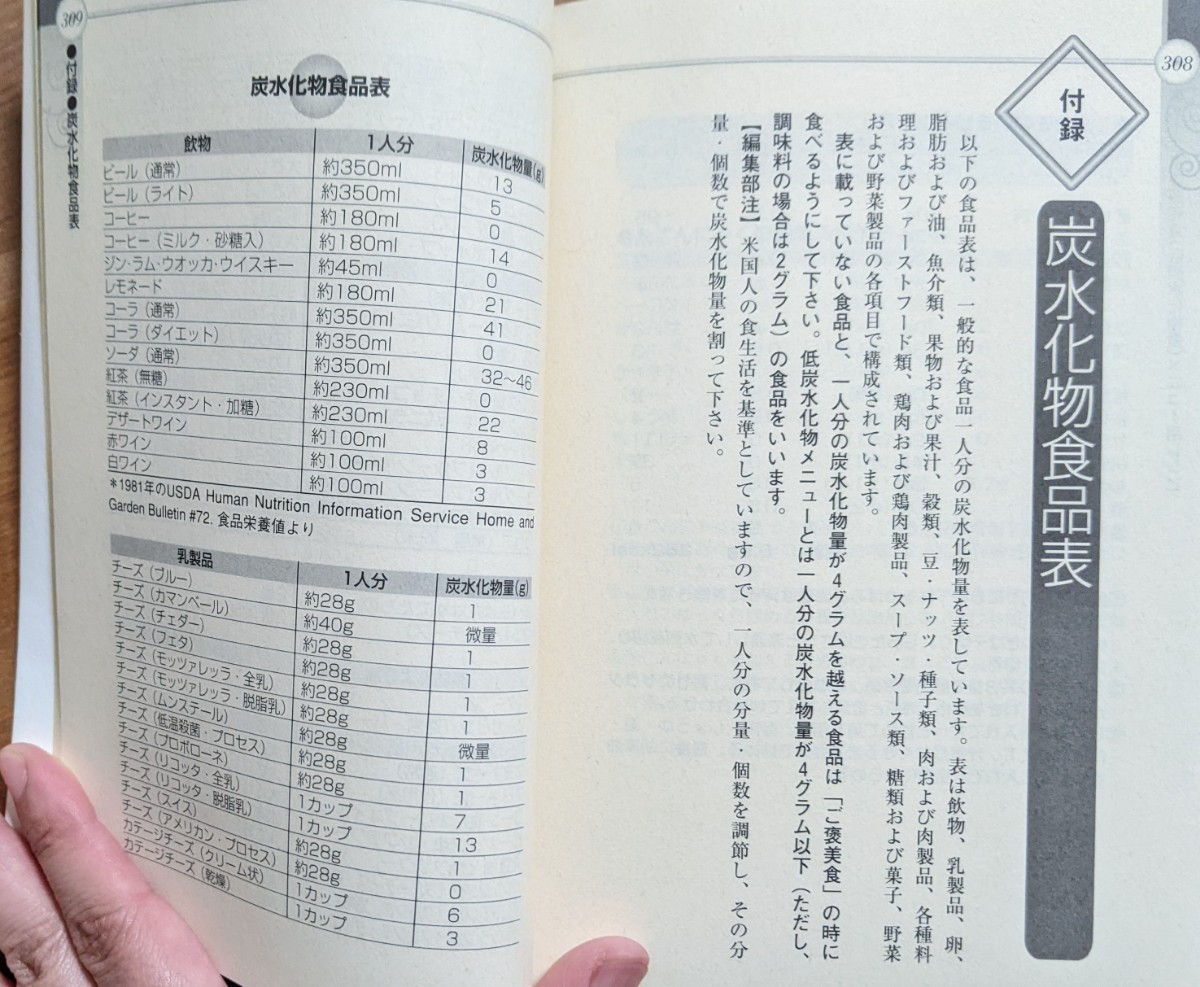 308
付録
炭水化物食品表
以下の食品表は、一般的な食品一人分の炭水化物量を表しています。表は飲物、乳製品、卵、
脂肪および油、魚介類、果物および果汁、穀類、豆・ナッツ・種子類、肉および肉製品、各種料
理およびファーストフード類、鶏肉および鶏肉製品、スープ・ソース類、糖類および菓子、野菜
および野菜製品の各項目で構成されています。
表に載っていない食品と、一人分の炭水化物量が4グラムを越える食品は「ご褒美食」の時に
食べるようにして下さい。低炭水化物メニューとは一人分の炭水化物量が4グラム以下（ただし、
調味料の場合は2グラム）の食品をいいます。
【編集部注】米国人の食生活を基準としていますので、一人分の分量・個数を調節し、その分
量・個数で炭水化物量を割って下さい。
309
●付録●炭水化物食品表
炭水化物食品表
飲物 1人分 炭水化物量(g)
ビール（通常） 約350ml 13
ビール（ライト） 約350ml 5
コーヒー 約180ml 0
コーヒー（ミルク・砂糖入） 約180ml 14
ジン・ラム・ウオッカ・ウイスキー 約45ml 0
レモネード 約180ml 21
コーラ（通常） 約350ml 41
コーラ（ダイエット） 約350ml 0
ソーダ（通常） 約350ml 32〜46
紅茶（無糖） 約230ml 0
紅茶（インスタント・加糖） 約230ml 22
デザートワイン 約100ml 8
赤ワイン 約100ml 3
白ワイン 約100ml 3
＊1981年のUSDA Human Nutrition Information Service Home and
Garden Bulletin #72. 食品栄養値より
乳製品 1人分 炭水化物量(g)
チーズ（ブルー） 約28g 1
チーズ（カマンベール） 約40g 微量
チーズ（チェダー） 約28g 1
チーズ（フェタ） 約28g 1
チーズ（モッツァレッラ・全乳） 約28g 1
チーズ（モッツァレッラ・脱脂乳） 約28g 1
チーズ（ムンステール） 約28g 微量
チーズ（低温殺菌・プロセス） 約28g 1
チーズ（プロボローネ） 約28g 1
チーズ（リコッタ・全乳） 1カップ 7
チーズ（リコッタ・脱脂乳） 1カップ 13
チーズ（スイス） 約28g 1
チーズ（アメリカン・プロセス） 約28g 0
カテージチーズ（クリーム状） 1カップ 6
カテージチーズ（乾燥） 1カップ 3